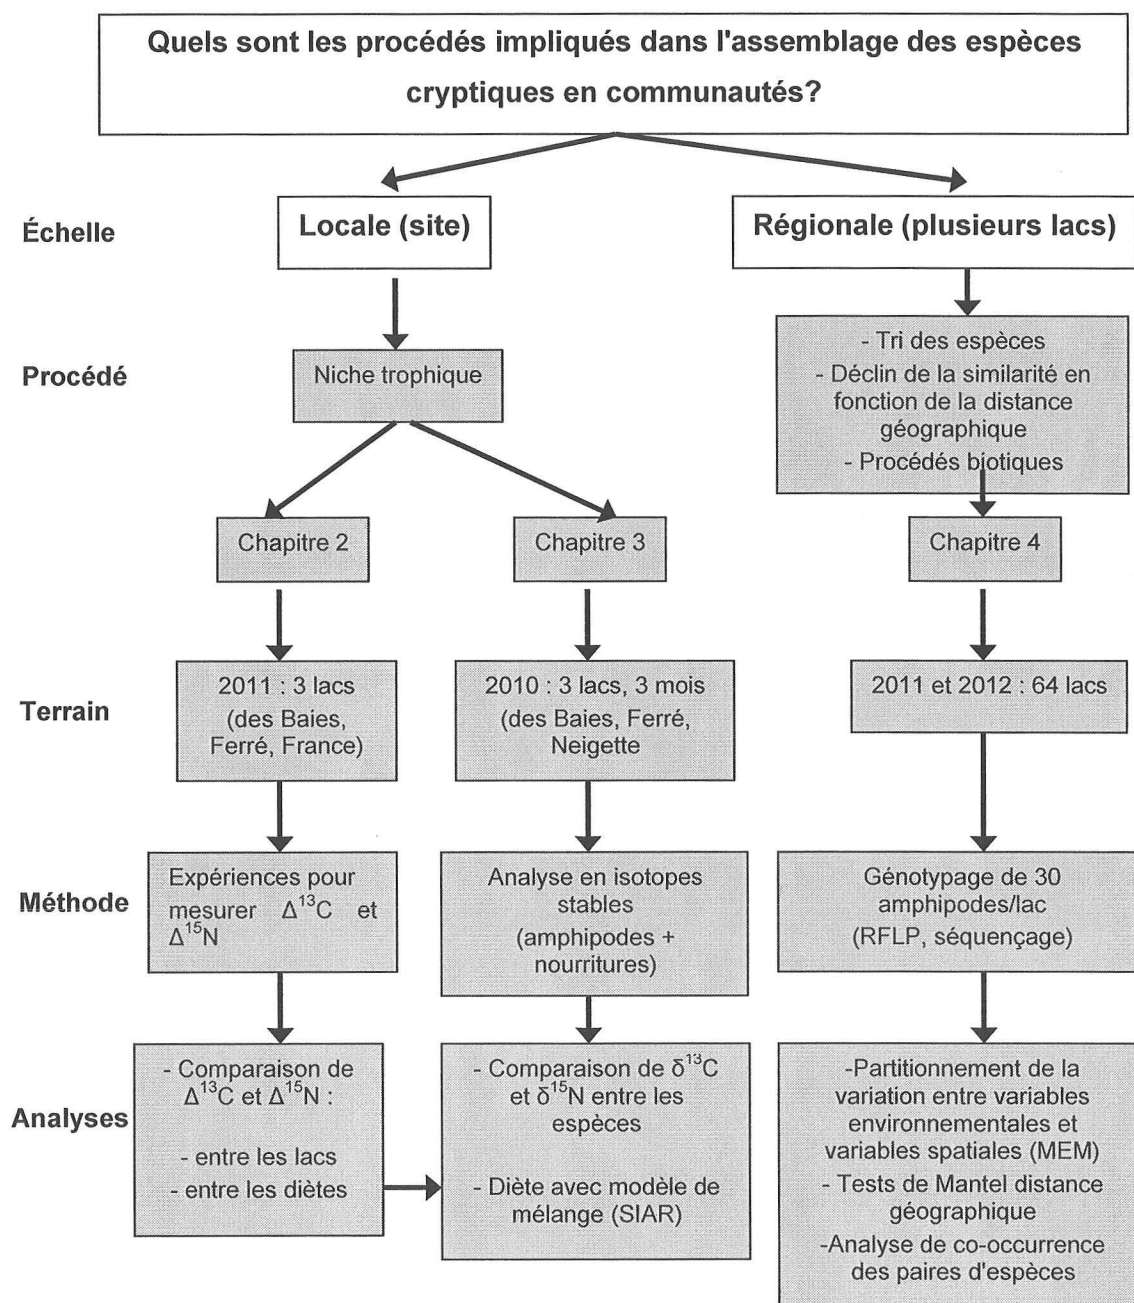 Quels sont les procédés impliqués dans l'assemblage des espèces
cryptiques en communautés?
Échelle
Locale (site)
Régionale (plusieurs lacs)
Procédé
Niche trophique
- Tri des espèces
- Déclin de la similarité en
fonction de la distance
géographique
- Procédés biotiques
Chapitre 2
Chapitre 3
Chapitre 4
Terrain
2011 : 3 lacs
(des Baies,
Ferré, France)
2010 : 3 lacs, 3 mois
(des Baies, Ferré,
Neigette
2011 et 2012 : 64 lacs
Méthode
Expériences pour
mesurer Δ¹³C et
Δ¹⁵N
Analyse en isotopes
stables
(amphipodes +
nourritures)
Génotypage de 30
amphipodes/lac
(RFLP, séquençage)
Analyses
- Comparaison de
Δ¹³C et Δ¹⁵N :
- entre les lacs
- entre les diètes
- Comparaison de δ¹³C
et δ¹⁵N entre les
espèces
- Diète avec modèle de
mélange (SIAR)
-Partitionnement de la
variation entre variables
environnementales et
variables spatiales (MEM)
- Tests de Mantel distance
géographique
-Analyse de co-occurrence
des paires d'espèces